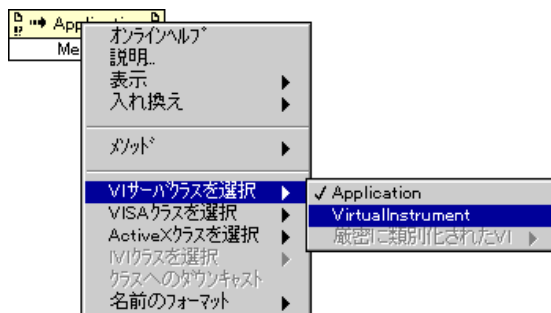 Application
Me
オンラインヘルプ
説明...
表示
入れ換え
メソッド
VIサーバクラスを選択
VISAクラスを選択
ActiveXクラスを選択
IVIクラスを選択
クラスへのダウンキャスト
名前のフォーマット
Application
VirtualInstrument
厳密に類別化されたVI